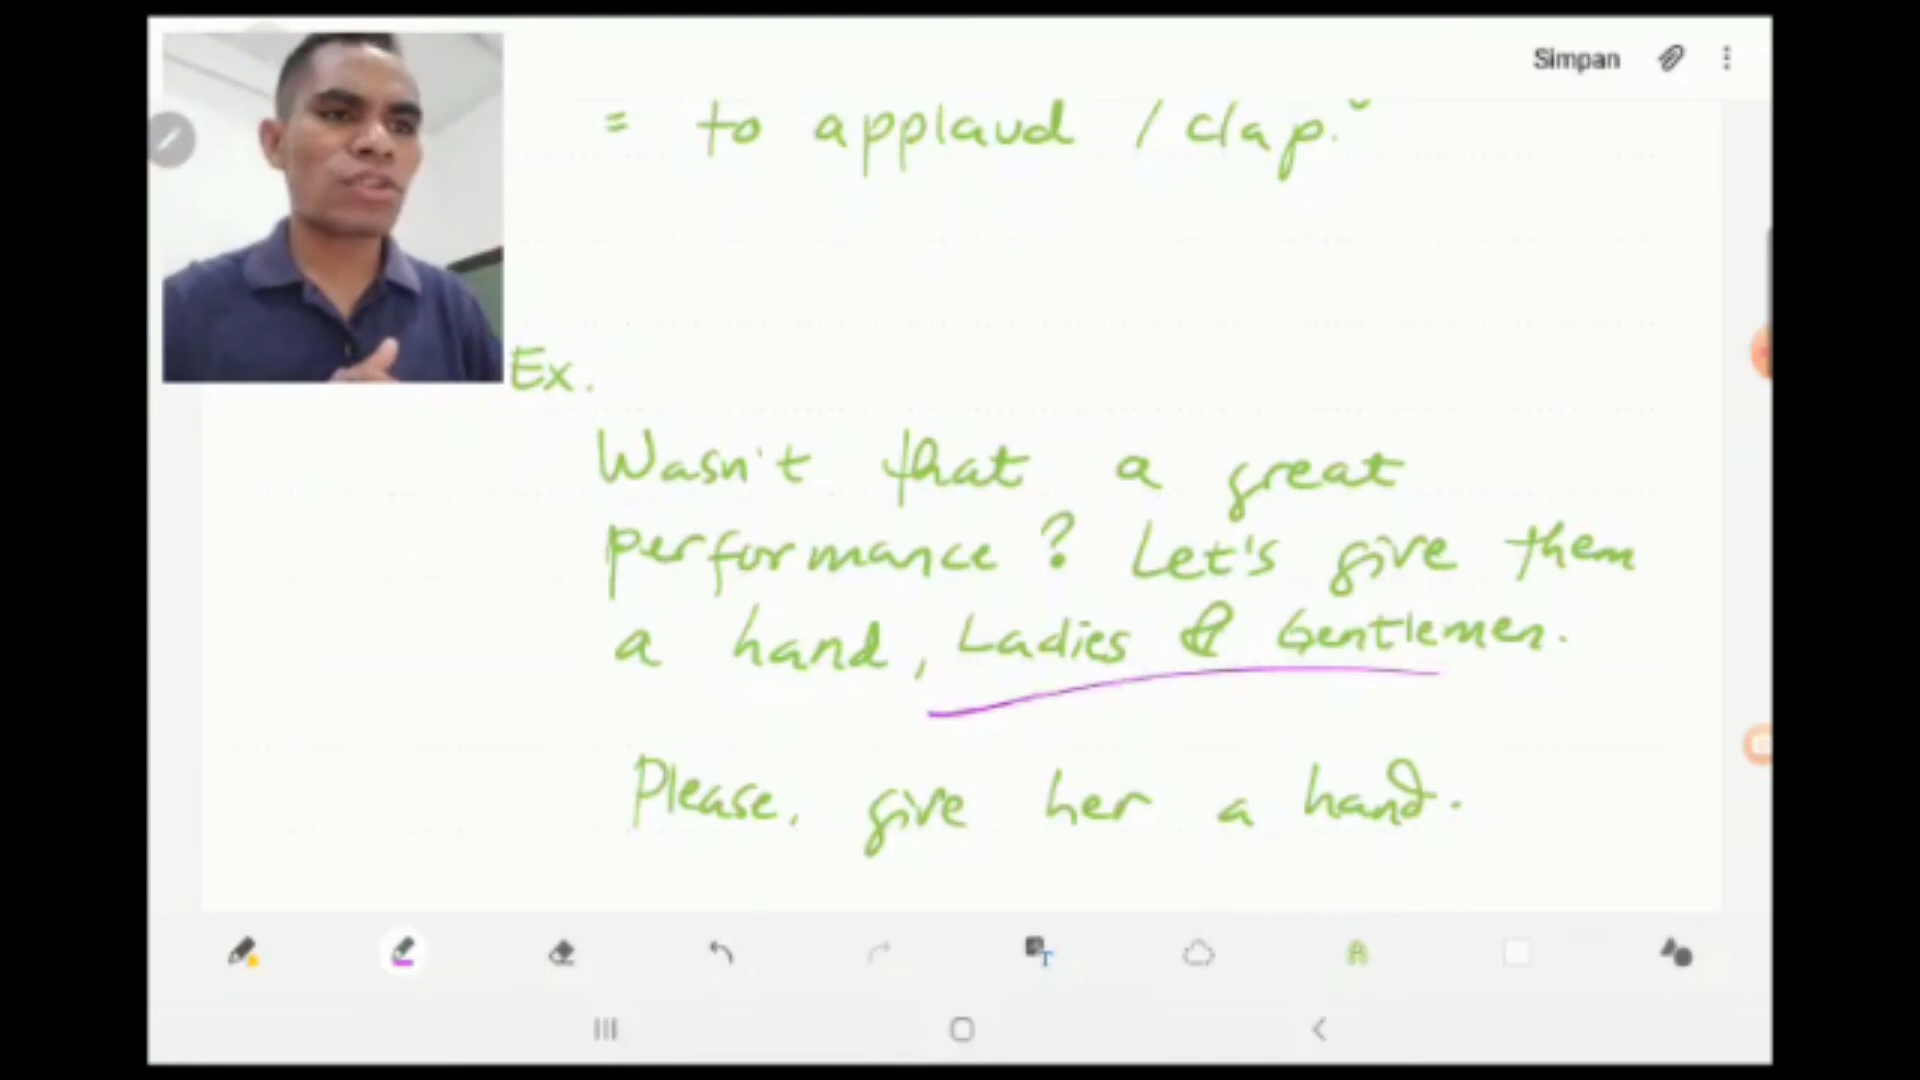 Simpan
= to applaud / clap.
Ex.
Wasn't that a great
performance? Let's give them
a hand, Ladies & Gentlemen.
Please, give her a hand.